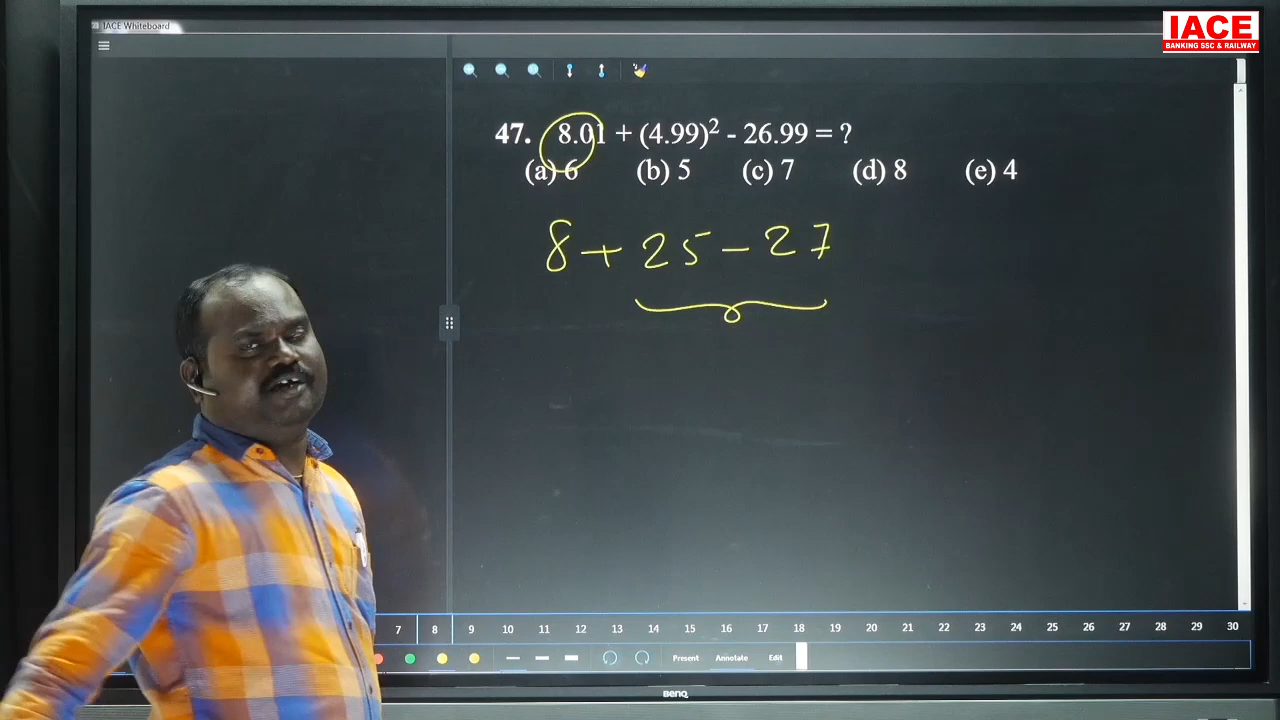 IACE Whiteboard
IACE
BANKING SSC & RAILWAY
47. 8.01 + (4.99)² - 26.99 = ?
(a) 6 (b) 5 (c) 7 (d) 8 (e) 4
8 + 25 - 27
7 8 9 10 11 12 13 14 15 16 17 18 19 20 21 22 23 24 25 26 27 28 29 30
Present Annotate Edit
BenQ